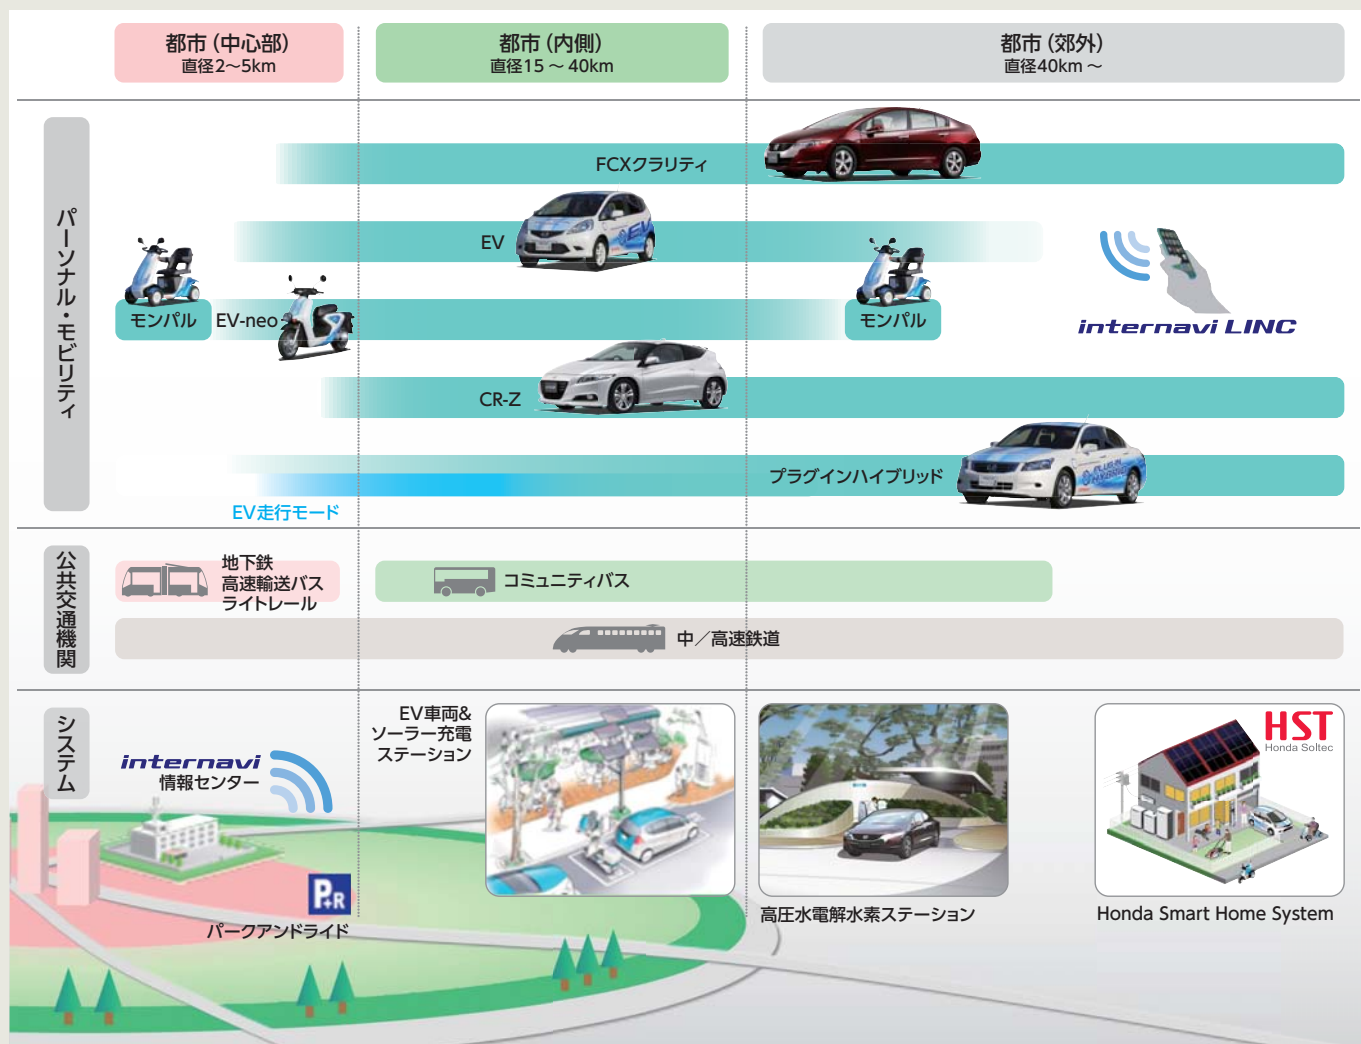 都市（中心部）
直径2〜5km
都市（内側）
直径15 〜 40km
都市（郊外）
直径40km 〜
パーソナル・モビリティ
FCXクラリティ
EV
EV
モンパル
EV-neo
モンパル
internavi LINC
CR-Z
プラグインハイブリッド
PLUG-IN
HYBRID
EV走行モード
公共交通機関
地下鉄
高速輸送バス
ライトレール
コミュニティバス
中／高速鉄道
システム
internavi
情報センター
P+R
パークアンドライド
EV車両&
ソーラー充電
ステーション
高圧水電解水素ステーション
HST
Honda Soltec
Honda Smart Home System